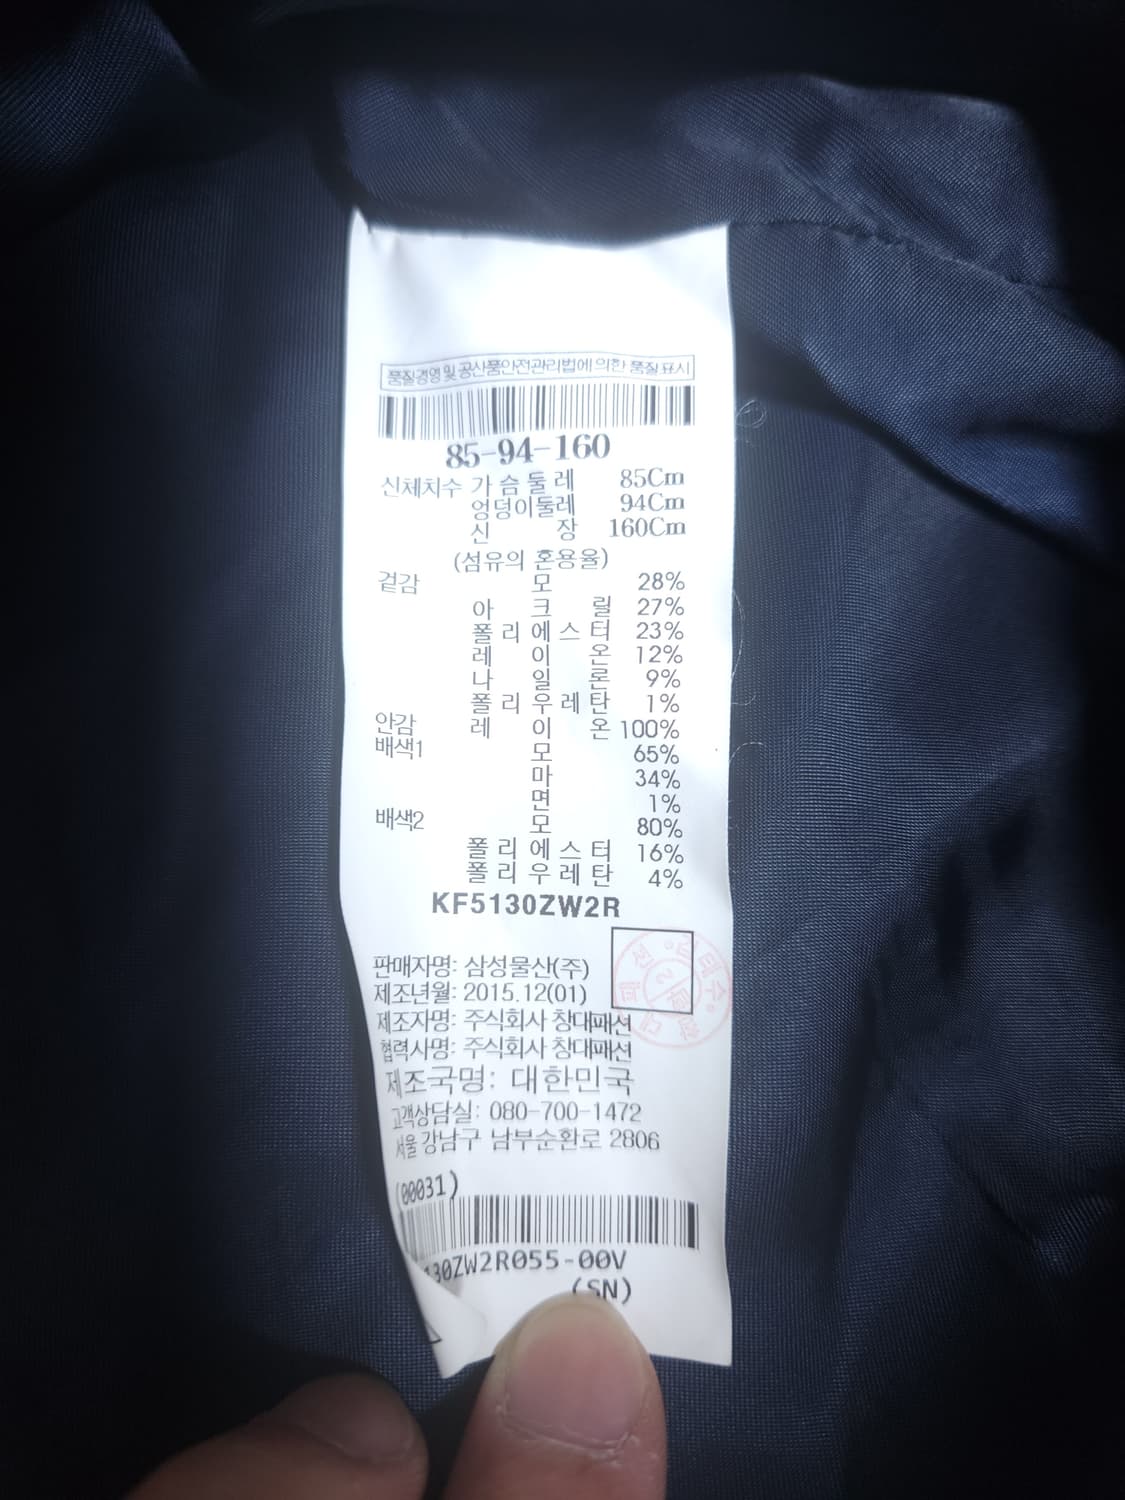 품질경영 및 공산품안전관리법에 의한 품질표시
85-94-160
신체치수 가슴둘레 85Cm
엉덩이둘레 94Cm
신 장 160Cm
(섬유의 혼용율)
겉감 모 28%
아 크 릴 27%
폴 리 에 스 터 23%
레 이 온 12%
나 일 론 9%
폴 리 우 레 탄 1%
안감 레 이 온 100%
배색1 모 65%
마 34%
면 1%
배색2 모 80%
폴 리 에 스 터 16%
폴 리 우 레 탄 4%
KF5130ZW2R
판매자명: 삼성물산(주)
제조년월: 2015.12(01)
제조자명: 주식회사 창대패션
협력사명: 주식회사 창대패션
제조국명: 대한민국
고객상담실: 080-700-1472
서울 강남구 남부순환로 2806
(00031)
130ZW2R055-00V
(SN)